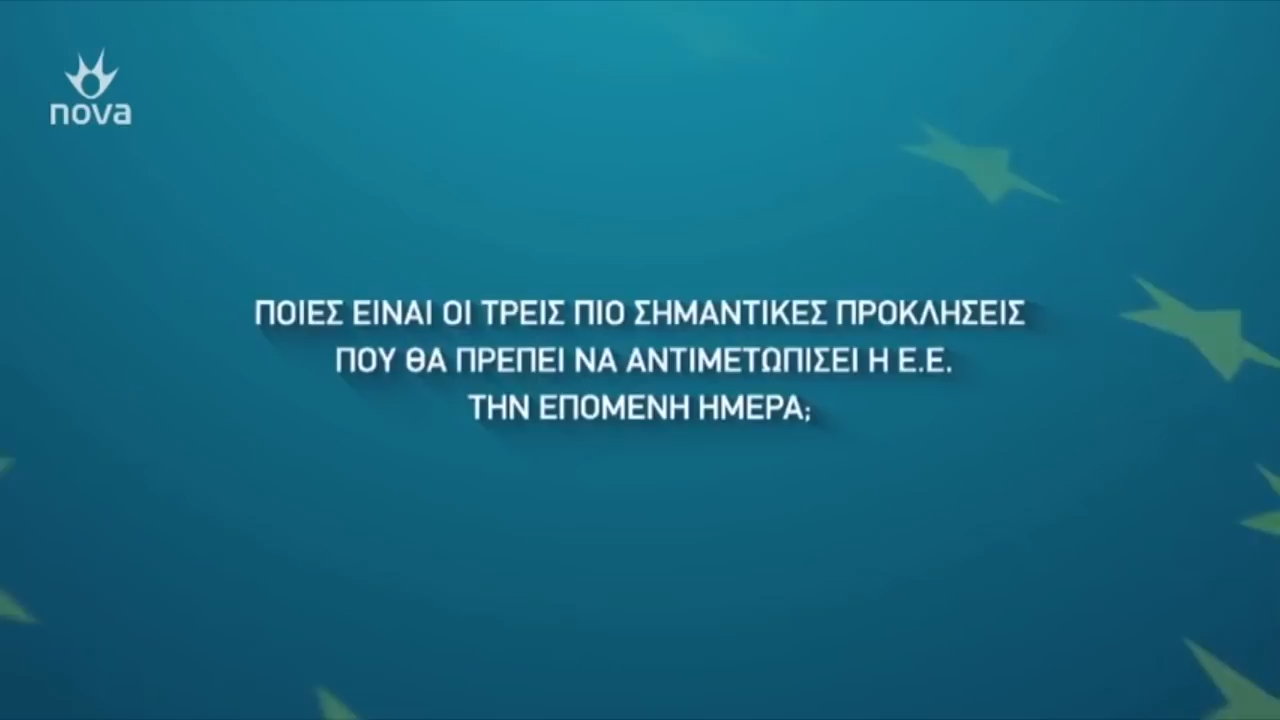 nova
ΠΟΙΕΣ ΕΙΝΑΙ ΟΙ ΤΡΕΙΣ ΠΙΟ ΣΗΜΑΝΤΙΚΕΣ ΠΡΟΚΛΗΣΕΙΣ
ΠΟΥ ΘΑ ΠΡΕΠΕΙ ΝΑ ΑΝΤΙΜΕΤΩΠΙΣΕΙ Η Ε.Ε.
ΤΗΝ ΕΠΟΜΕΝΗ ΗΜΕΡΑ;